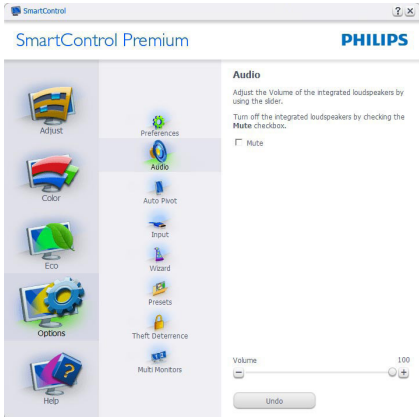 SmartControl
SmartControl Premium
PHILIPS
Adjust
Color
Eco
Options
Help
Preferences
Audio
Auto Pivot
Input
Wizard
Presets
Theft Deterrence
Multi Monitors
Audio
Adjust the Volume of the integrated loudspeakers by
using the slider.
Turn off the integrated loudspeakers by checking the
Mute checkbox.
Mute
Volume 100
Undo